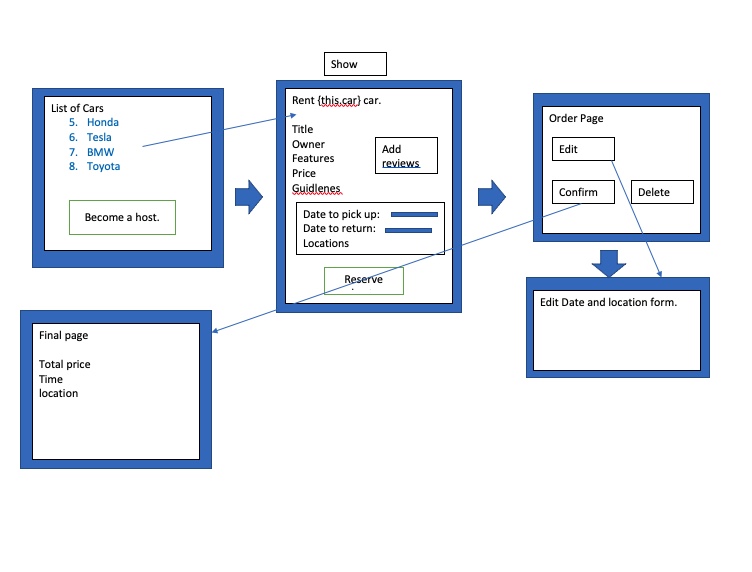 Show
List of Cars
5. Honda
6. Tesla
7. BMW
8. Toyota
Become a host.
Rent {this.car} car.
Title
Owner
Features
Price
Guidlenes
Add
reviews
Date to pick up:
Date to return:
Locations
Reserve
.
Order Page
Edit
Confirm
Delete
Edit Date and location form.
Final page
Total price
Time
location